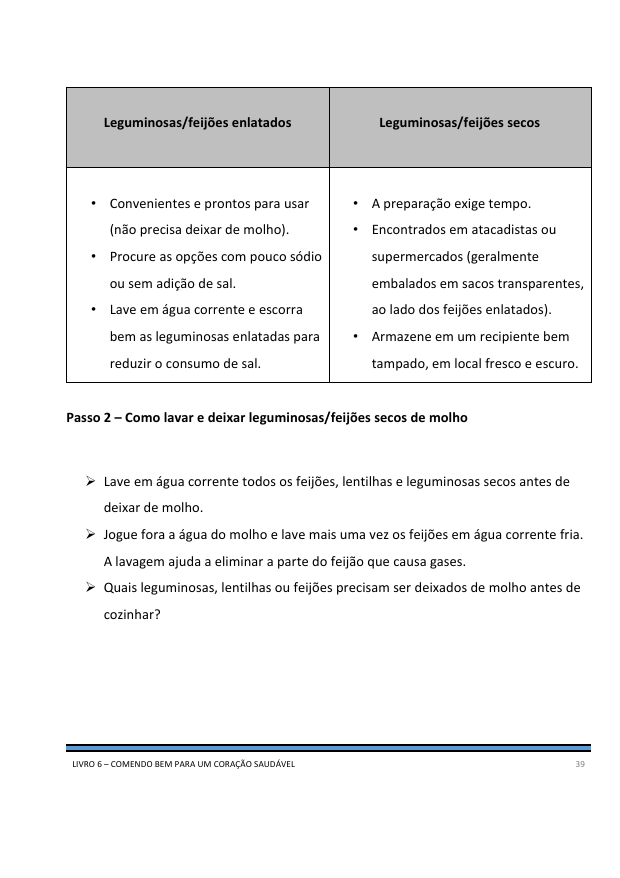 Leguminosas/feijões enlatados
Leguminosas/feijões secos
• Convenientes e prontos para usar
(não precisa deixar de molho).
• Procure as opções com pouco sódio
ou sem adição de sal.
• Lave em água corrente e escorra
bem as leguminosas enlatadas para
reduzir o consumo de sal.
• A preparação exige tempo.
• Encontrados em atacadistas ou
supermercados (geralmente
embalados em sacos transparentes,
ao lado dos feijões enlatados).
• Armazene em um recipiente bem
tampado, em local fresco e escuro.
Passo 2 – Como lavar e deixar leguminosas/feijões secos de molho
➢ Lave em água corrente todos os feijões, lentilhas e leguminosas secos antes de
deixar de molho.
➢ Jogue fora a água do molho e lave mais uma vez os feijões em água corrente fria.
A lavagem ajuda a eliminar a parte do feijão que causa gases.
➢ Quais leguminosas, lentilhas ou feijões precisam ser deixados de molho antes de
cozinhar?
LIVRO 6 – COMENDO BEM PARA UM CORAÇÃO SAUDÁVEL 39